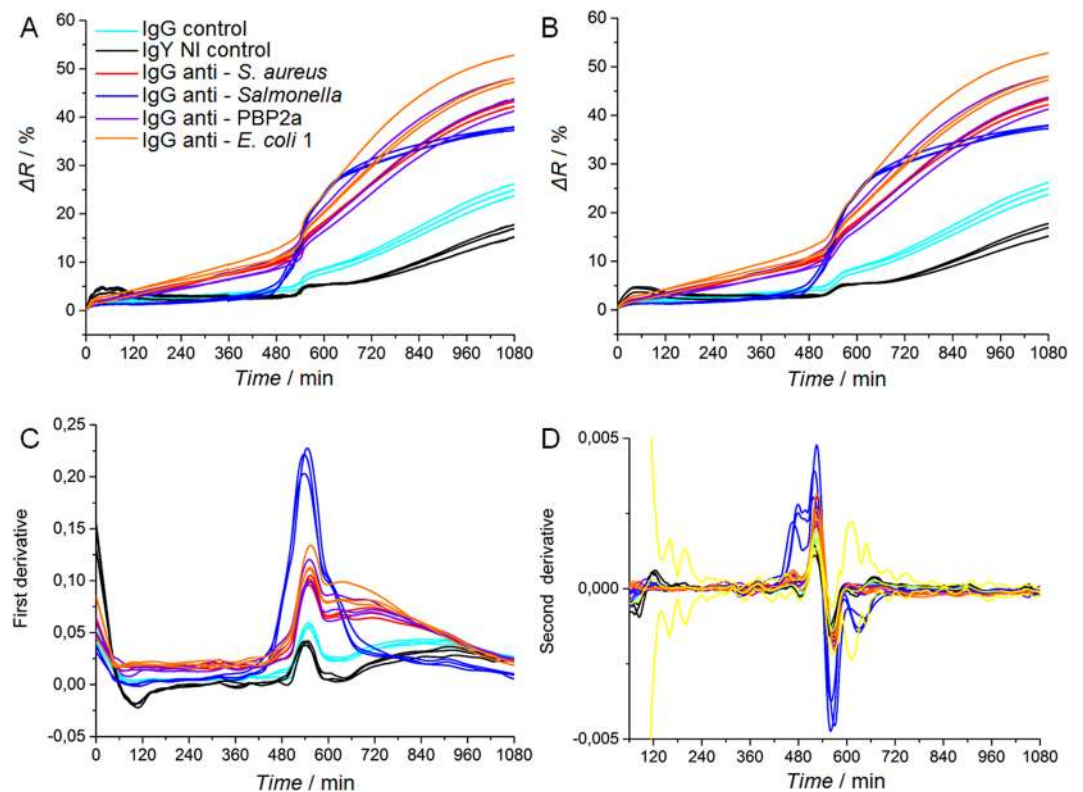 A
IgG control
IgY NI control
IgG anti - S. aureus
IgG anti - Salmonella
IgG anti - PBP2a
IgG anti - E. coli 1
60
50
40
30
20
10
0
ΔR / %
0 120 240 360 480 600 720 840 960 1080
Time / min
B
60
50
40
30
20
10
0
ΔR / %
0 120 240 360 480 600 720 840 960 1080
Time / min
C
0,25
0,20
0,15
0,10
0,05
0,00
-0,05
First derivative
0 120 240 360 480 600 720 840 960 1080
Time / min
D
0,005
0,000
-0,005
Second derivative
120 240 360 480 600 720 840 960 1080
Time / min